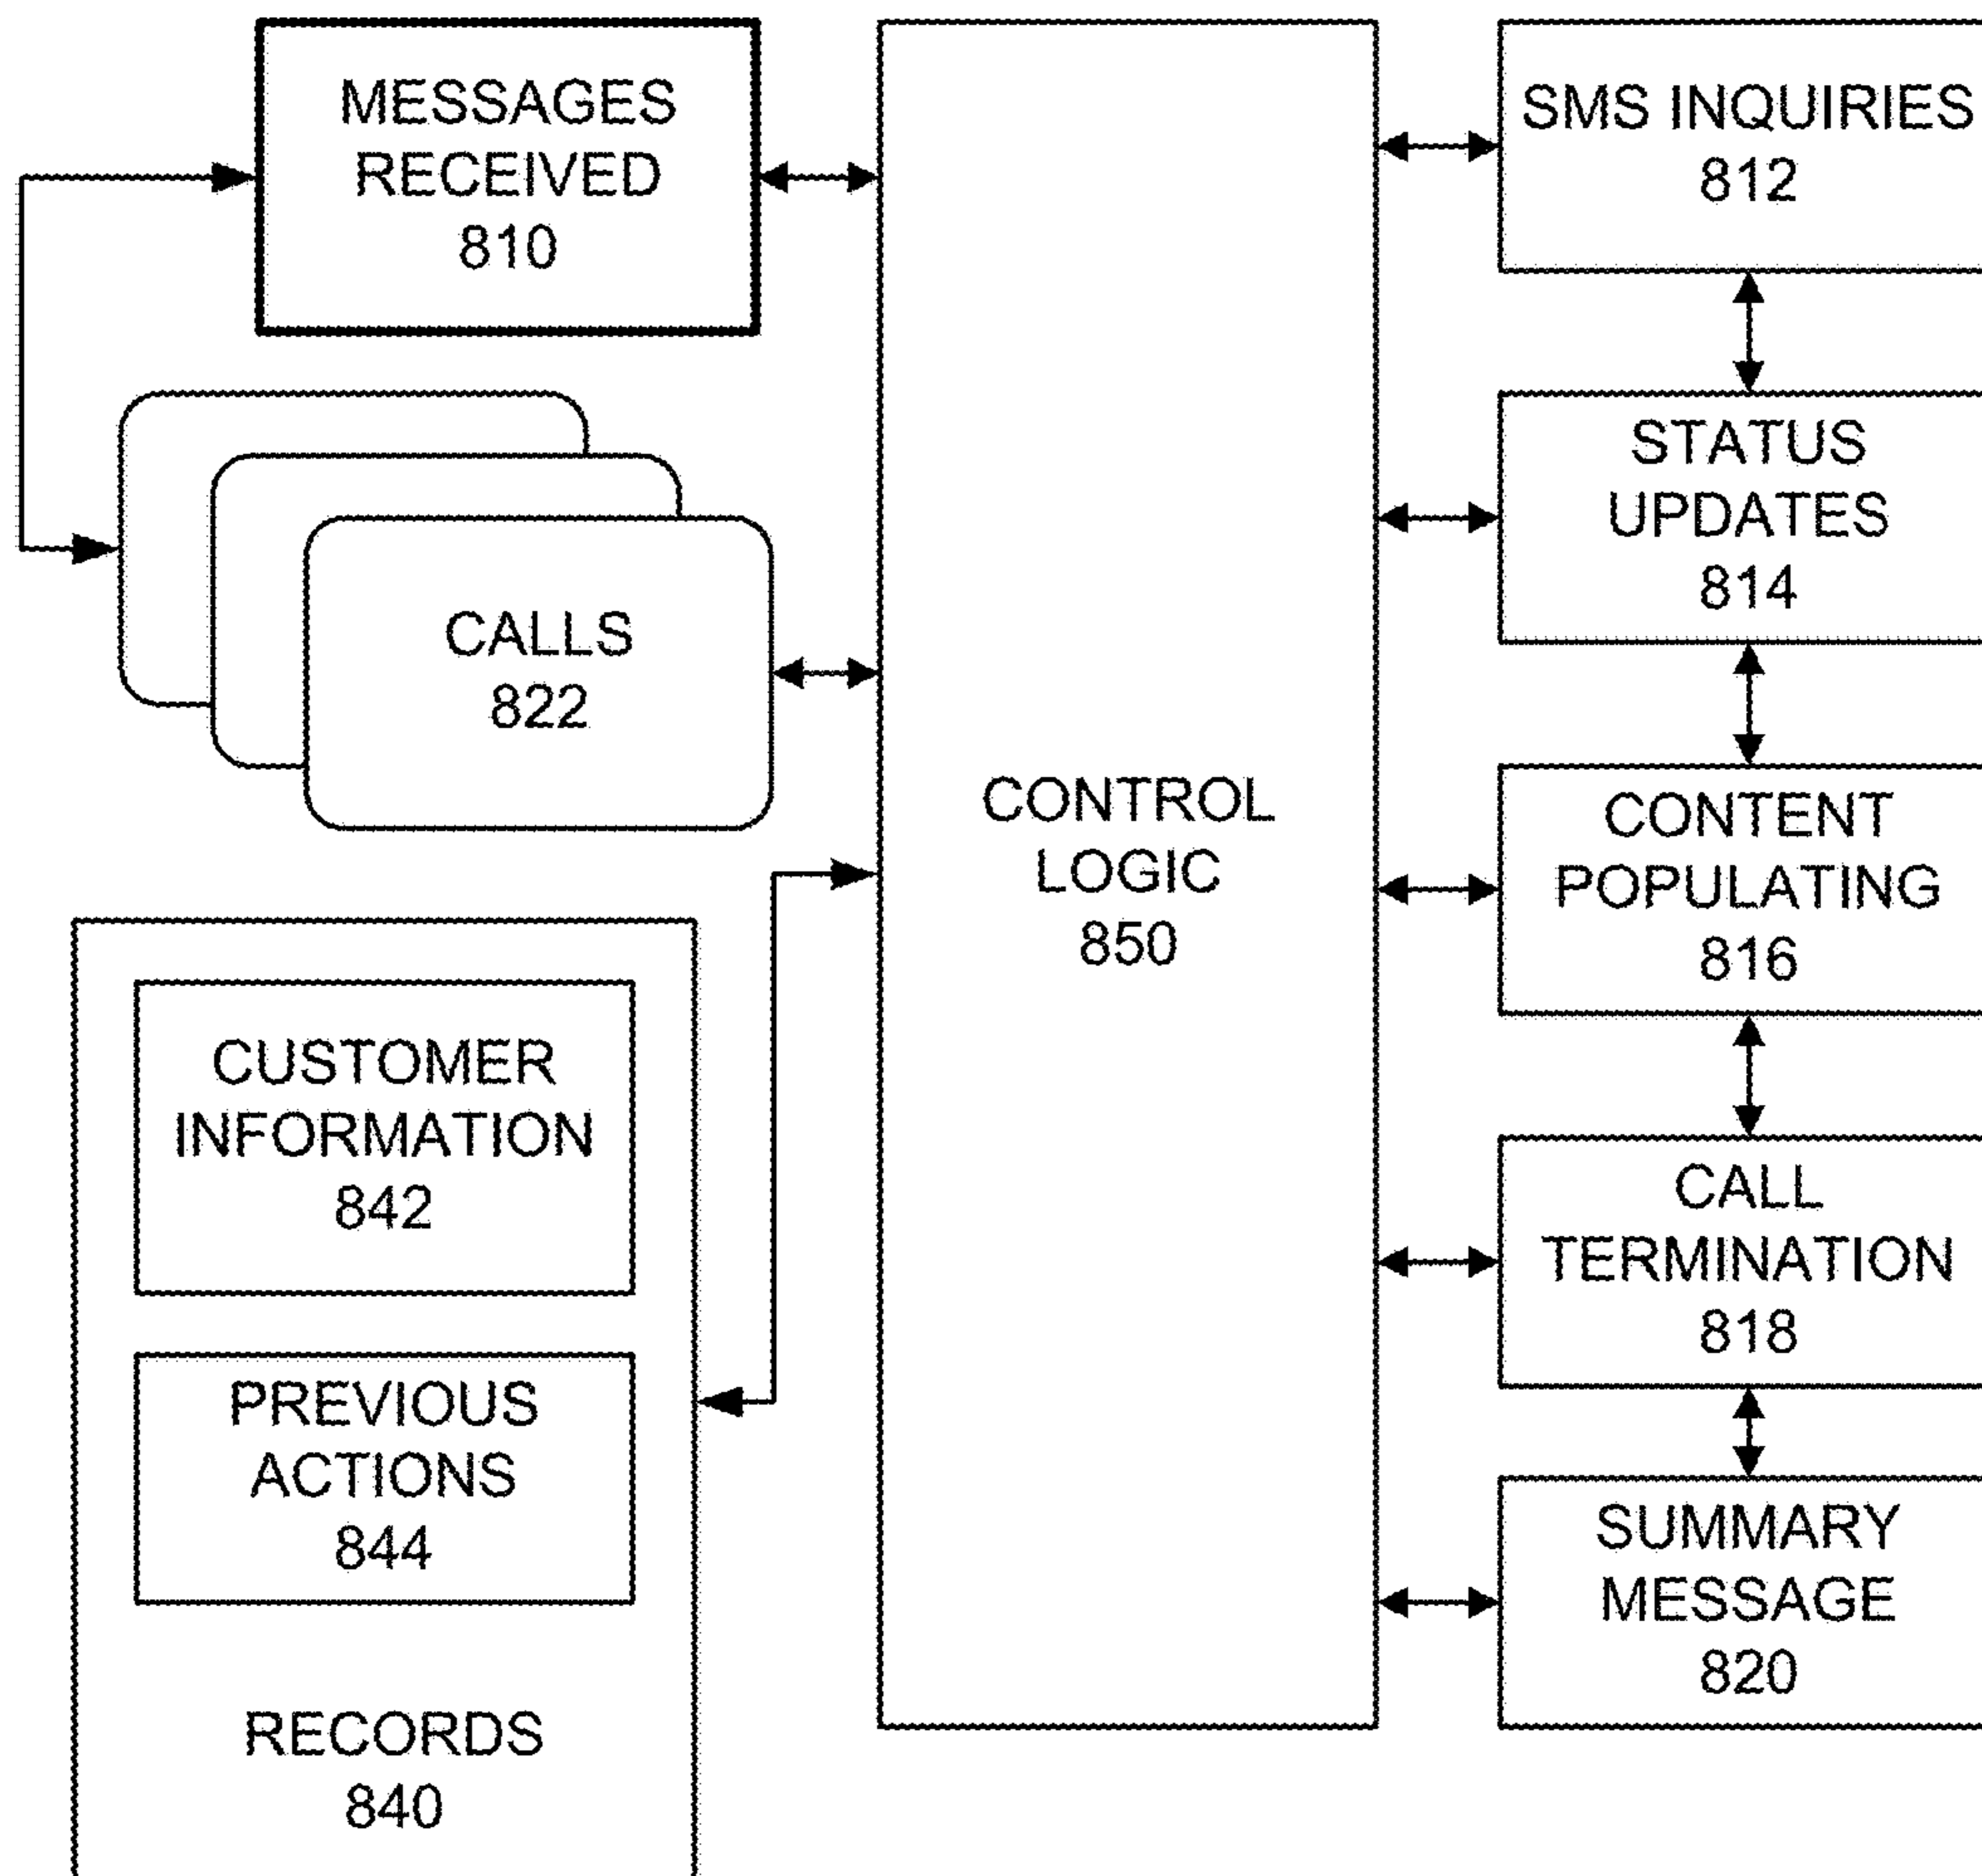 MESSAGES
RECEIVED
810
CALLS
822
CUSTOMER
INFORMATION
842
PREVIOUS
ACTIONS
844
RECORDS
840
CONTROL
LOGIC
850
SMS INQUIRIES
812
STATUS
UPDATES
814
CONTENT
POPULATING
816
CALL
TERMINATION
818
SUMMARY
MESSAGE
820